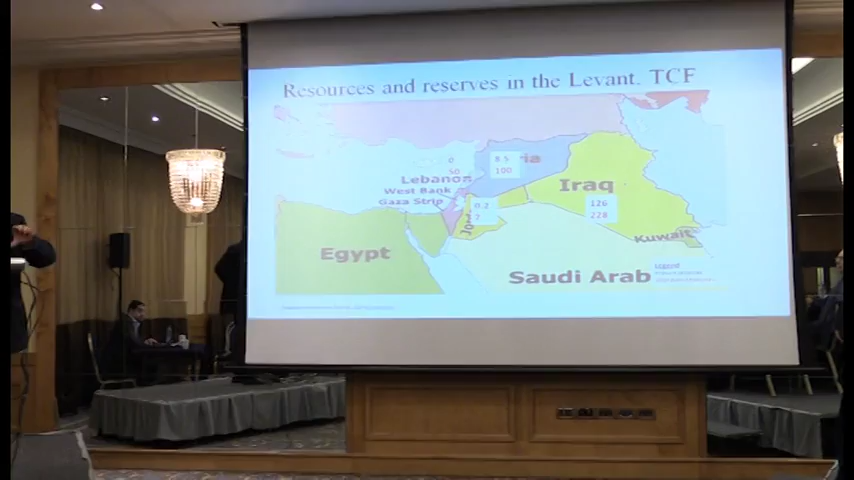 Resources and reserves in the Levant. TCF
0
50
8.5
100
Lebanon
West Bank
Gaza Strip
0.2
7
Iraq
126
228
Kuwait
Egypt
Saudi Arab
Legend